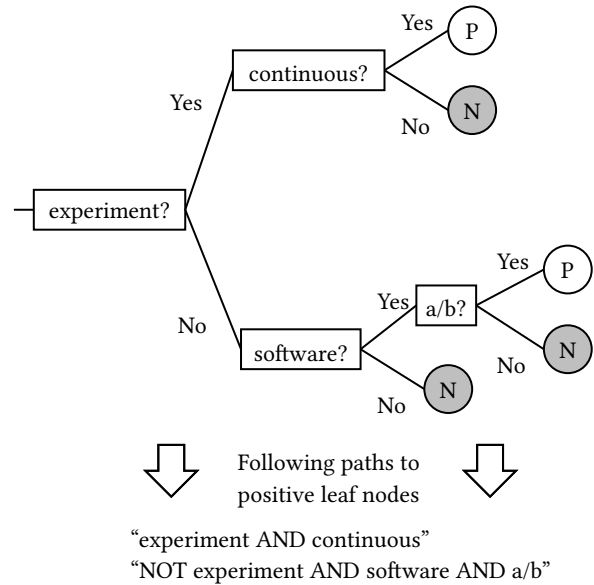 Yes
P
continuous?
Yes
No
N
experiment?
Yes
P
Yes
a/b?
No
software?
No
N
N
No
Following paths to
positive leaf nodes
“experiment AND continuous”
“NOT experiment AND software AND a/b”